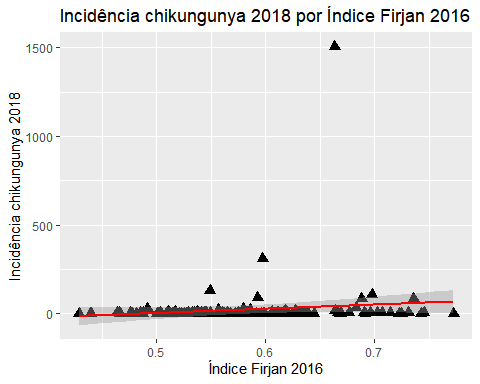 Incidência chikungunya 2018 por Índice Firjan 2016
Incidência chikungunya 2018
1500
1000
500
0
0.5
0.6
0.7
Índice Firjan 2016